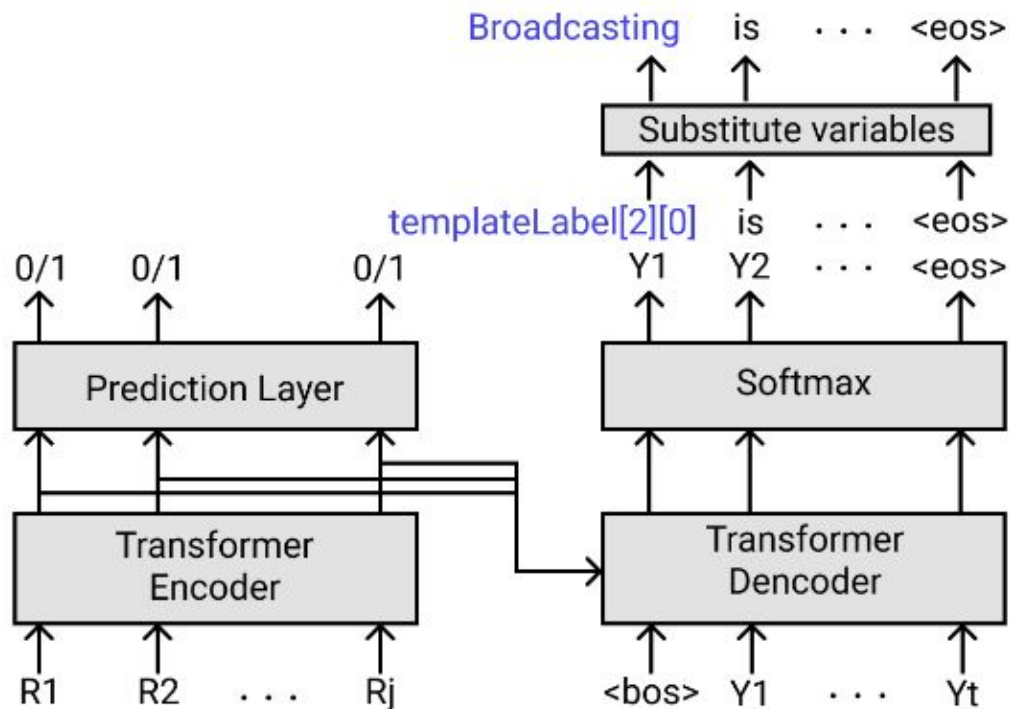 Broadcasting is . . . <eos>
Substitute variables
templateLabel[2][0] is . . . <eos>
0/1 0/1 0/1 Y1 Y2 . . . <eos>
Prediction Layer Softmax
Transformer Encoder
Transformer Dencoder
R1 R2 . . . Rj <bos> Y1 . . . Yt